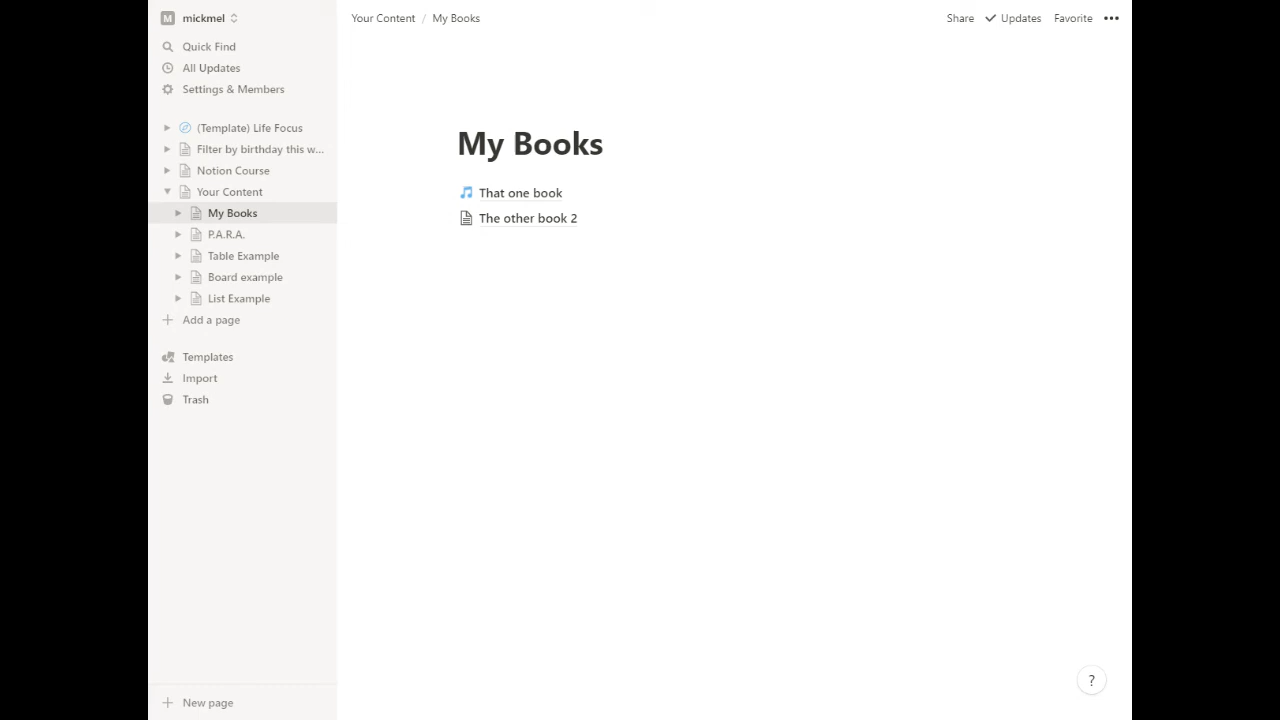 M mickmel
Quick Find
All Updates
Settings & Members
(Template) Life Focus
Filter by birthday this w...
Notion Course
Your Content
My Books
P.A.R.A.
Table Example
Board example
List Example
Add a page
Templates
Import
Trash
New page
Your Content / My Books
Share
Updates
Favorite
My Books
That one book
The other book 2
?